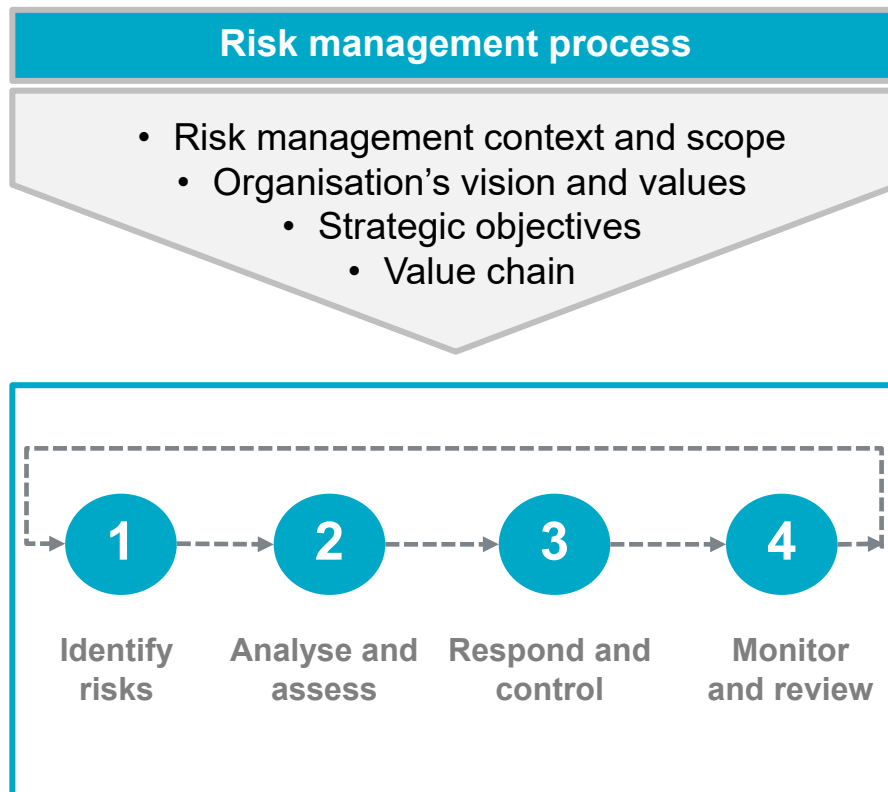 Risk management process
• Risk management context and scope
• Organisation's vision and values
• Strategic objectives
• Value chain
1
2
3
4
Identify
risks
Analyse and
assess
Respond and
control
Monitor
and review